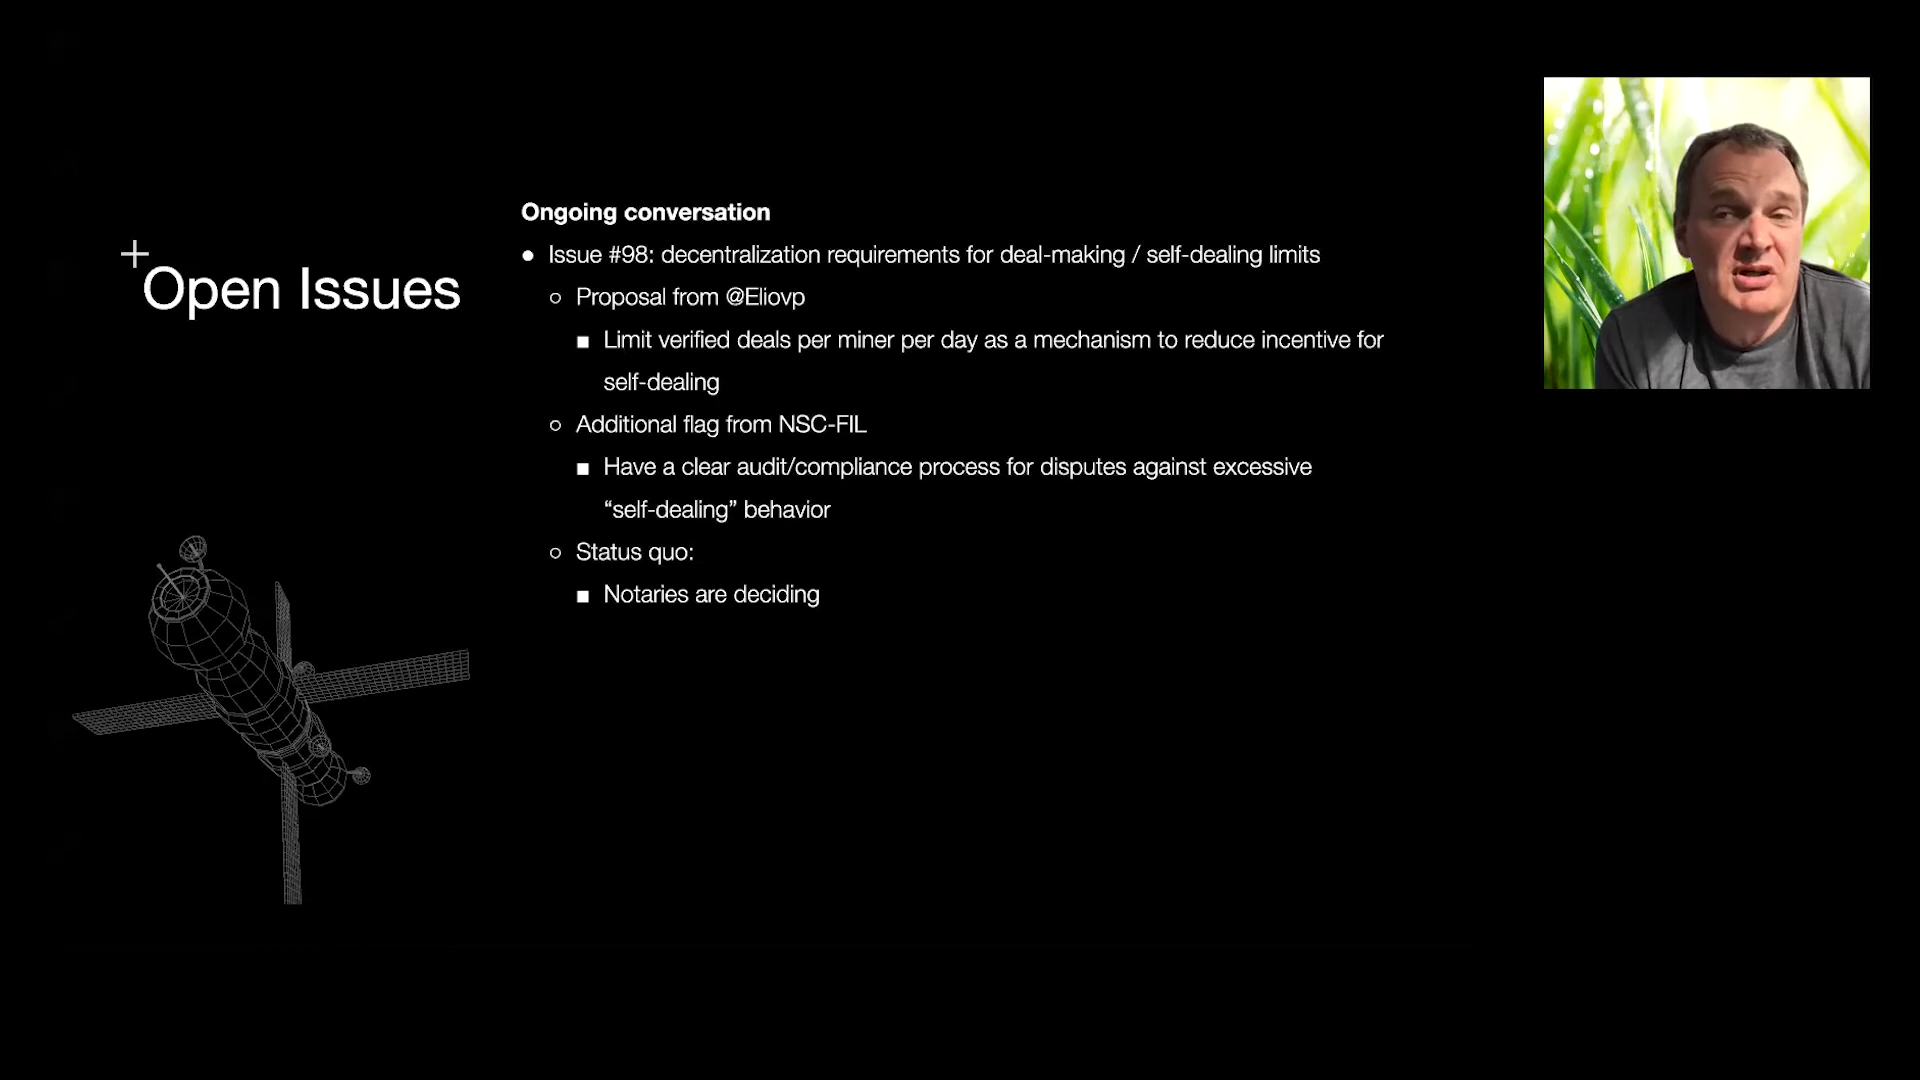 Open Issues
Ongoing conversation
Issue #98: decentralization requirements for deal-making / self-dealing limits
Proposal from @Eliovp
Limit verified deals per miner per day as a mechanism to reduce incentive for
self-dealing
Additional flag from NSC-FIL
Have a clear audit/compliance process for disputes against excessive
“self-dealing” behavior
Status quo:
Notaries are deciding